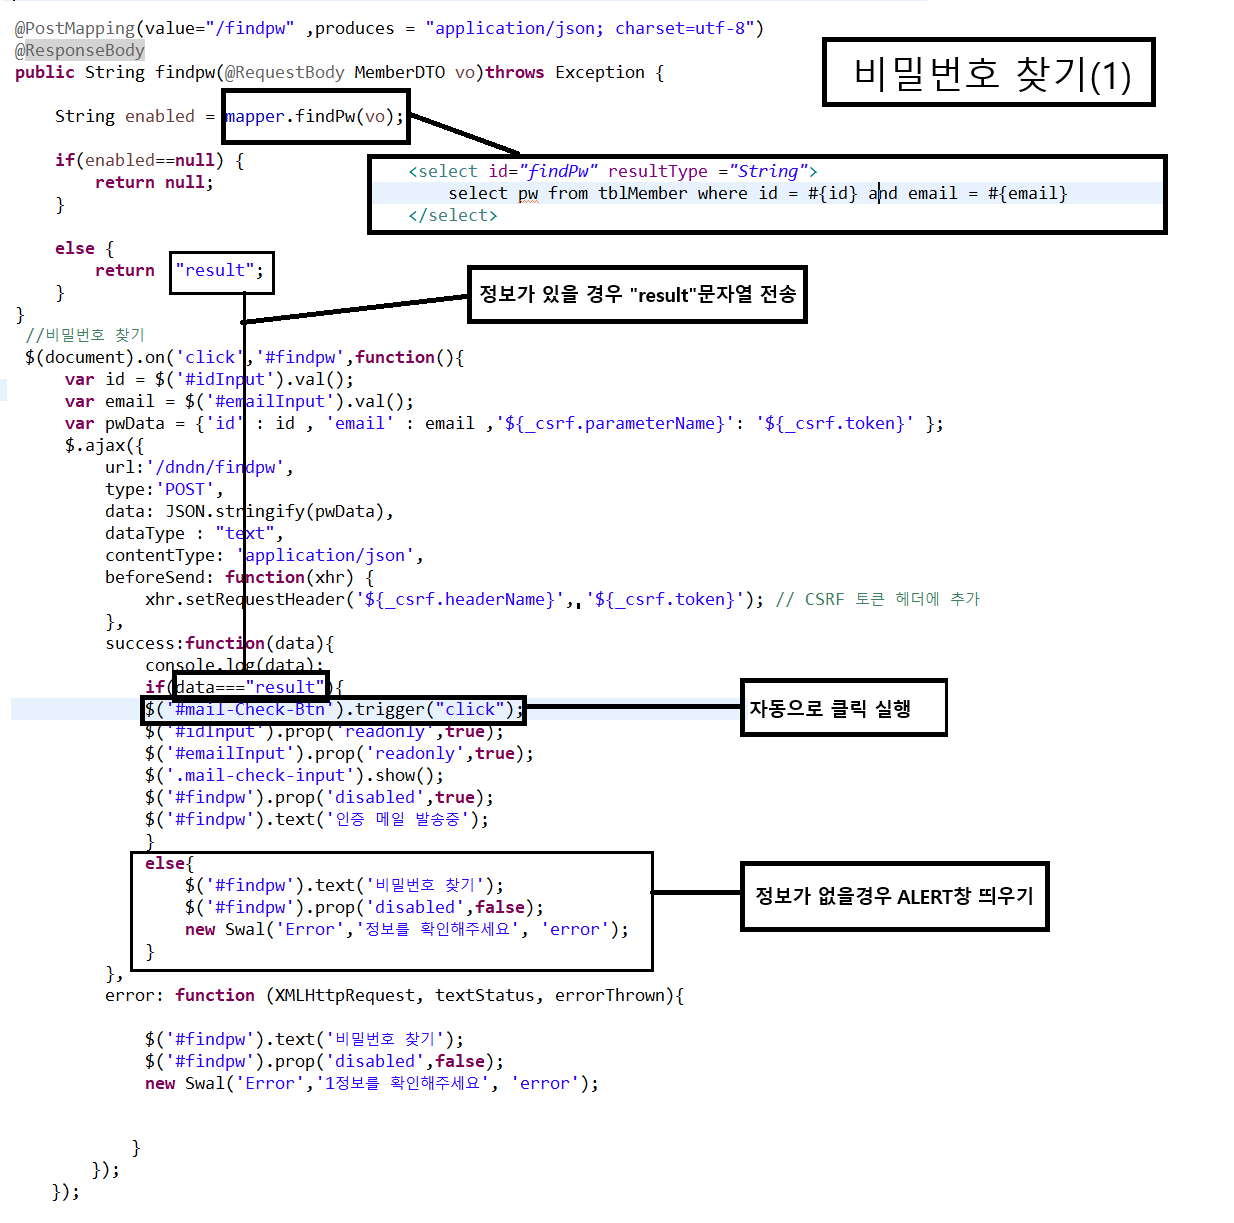 @PostMapping(value="/findpw" ,produces = "application/json; charset=utf-8")
@ResponseBody
public String findpw(@RequestBody MemberDTO vo)throws Exception {
비밀번호 찾기(1)
String enabled = mapper.findPw(vo);
if(enabled==null) {
return null;
}
<select id="findPw" resultType ="String">
select pw from tblMember where id = #{id} and email = #{email}
</select>
else {
return "result";
}
정보가 있을 경우 "result"문자열 전송
}
//비밀번호 찾기
$(document).on('click','#findpw',function(){
var id = $('#idInput').val();
var email = $('#emailInput').val();
var pwData = {'id' : id , 'email' : email ,'${_csrf.parameterName}': '${_csrf.token}' };
$.ajax({
url:'/dndn/findpw',
type:'POST',
data: JSON.stringify(pwData),
dataType : "text",
contentType: 'application/json',
beforeSend: function(xhr) {
xhr.setRequestHeader('${_csrf.headerName}', '${_csrf.token}'); // CSRF 토큰 헤더에 추가
},
success:function(data){
console.log(data);
if(data==="result"){
$('#mail-Check-Btn').trigger("click");
자동으로 클릭 실행
$('#idInput').prop('readonly',true);
$('#emailInput').prop('readonly',true);
$('.mail-check-input').show();
$('#findpw').prop('disabled',true);
$('#findpw').text('인증 메일 발송중');
}
else{
$('#findpw').text('비밀번호 찾기');
$('#findpw').prop('disabled',false);
new Swal('Error','정보를 확인해주세요', 'error');
}
정보가 없을경우 ALERT창 띄우기
},
error: function (XMLHttpRequest, textStatus, errorThrown){
$('#findpw').text('비밀번호 찾기');
$('#findpw').prop('disabled',false);
new Swal('Error','1정보를 확인해주세요', 'error');
}
});
});